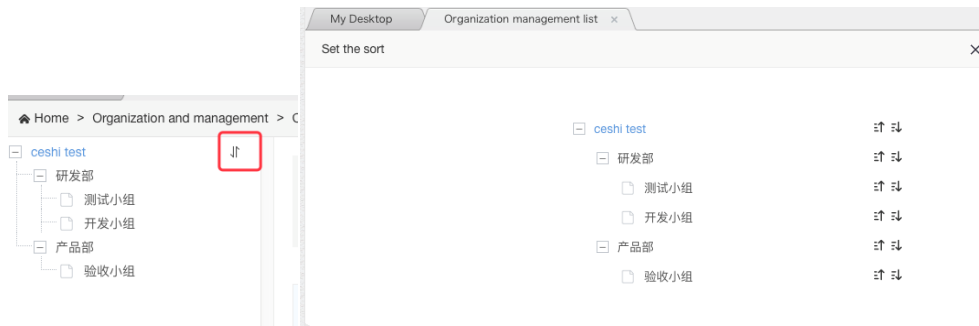 My Desktop
Organization management list ×
Set the sort
Home > Organization and management >
ceshi test
研发部
测试小组
开发小组
产品部
验收小组
ceshi test
研发部
测试小组
开发小组
产品部
验收小组